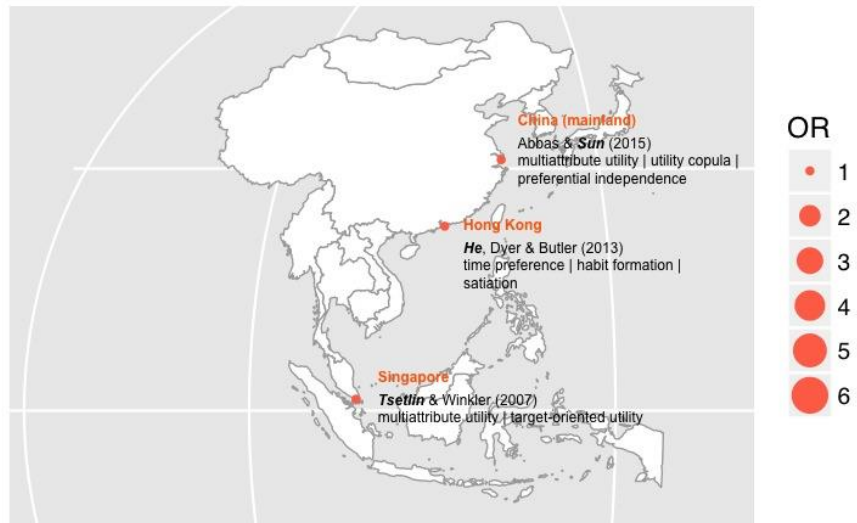 China (mainland)
Abbas & Sun (2015)
multiattribute utility | utility copula |
preferential independence
Hong Kong
He, Dyer & Butler (2013)
time preference | habit formation |
satiation
Singapore
Tsetlin & Winkler (2007)
multiattribute utility | target-oriented utility
OR
1
2
3
4
5
6